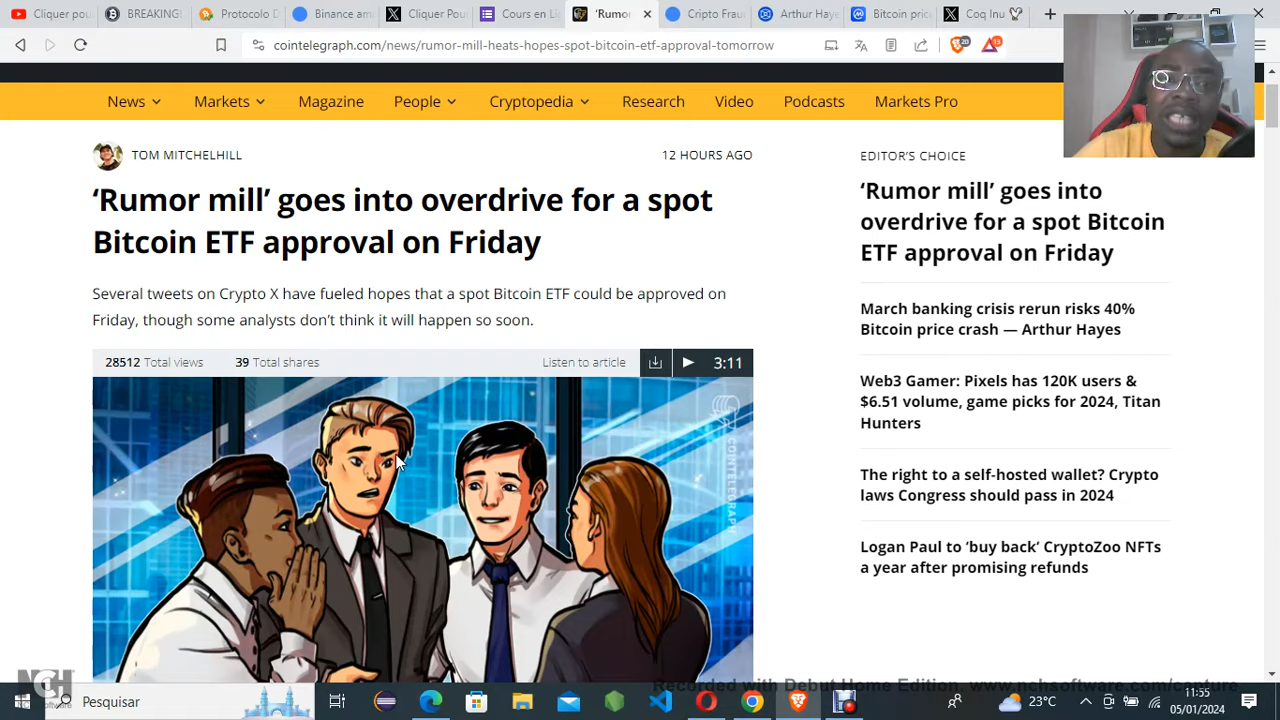 Cliquer pou
BREAKING!
Protocolo D
Binance am
Cliquer Pou
Cours en Li
'Rumor
Cripto Frau
Arthur Haye
Bitcoin pric
Coq Inu
cointelegraph.com/news/rumor-mill-heats-hopes-spot-bitcoin-etf-approval-tomorrow
20
13
News
Markets
Magazine
People
Cryptopedia
Research
Video
Podcasts
Markets Pro
TOM MITCHELHILL
12 HOURS AGO
‘Rumor mill’ goes into overdrive for a spot
Bitcoin ETF approval on Friday
Several tweets on Crypto X have fueled hopes that a spot Bitcoin ETF could be approved on
Friday, though some analysts don’t think it will happen so soon.
28512 Total views
39 Total shares
Listen to article
3:11
COINTELEGRAPH
EDITOR’S CHOICE
‘Rumor mill’ goes into
overdrive for a spot Bitcoin
ETF approval on Friday
March banking crisis rerun risks 40%
Bitcoin price crash — Arthur Hayes
Web3 Gamer: Pixels has 120K users &
$6.51 volume, game picks for 2024, Titan
Hunters
The right to a self-hosted wallet? Crypto
laws Congress should pass in 2024
Logan Paul to ‘buy back’ CryptoZoo NFTs
a year after promising refunds
NCH
Software
Recorded with Debut Home Edition. www.nchsoftware.com/capture
Pesquisar
23°C
11:55
05/01/2024